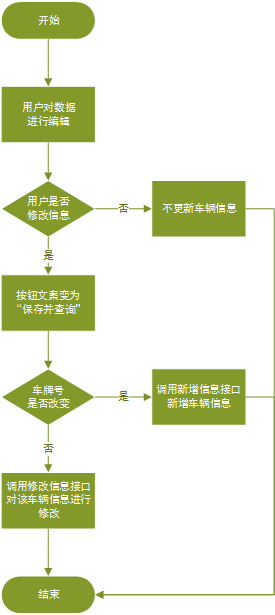 开始
用户对数据
进行编辑
用户是否
修改信息
否
不更新车辆信息
是
按钮文案变为
“保存并查询”
车牌号
是否改变
是
调用新增信息接口
新增车辆信息
否
调用修改信息接口
对该车辆信息进行
修改
结束